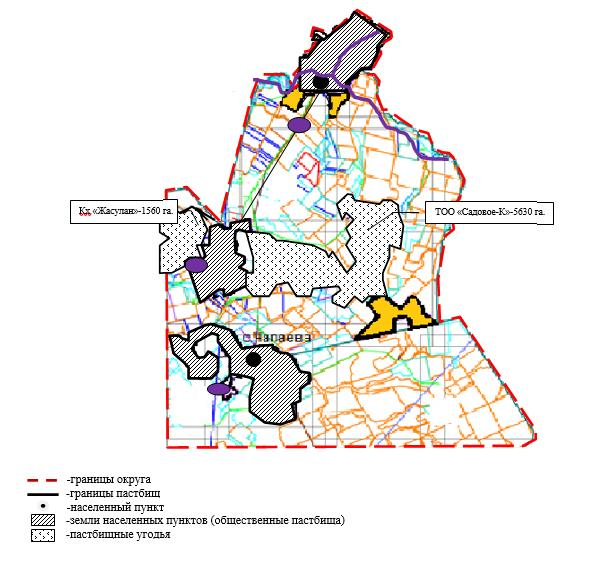 Кх «Жасулан»-1560 га.
ТОО «Садовое-К»-5630 га.
с.Чапаева
-границы округа
-границы пастбищ
-населенный пункт
-земли населенных пунктов (общественные пастбища)
-пастбищные угодья